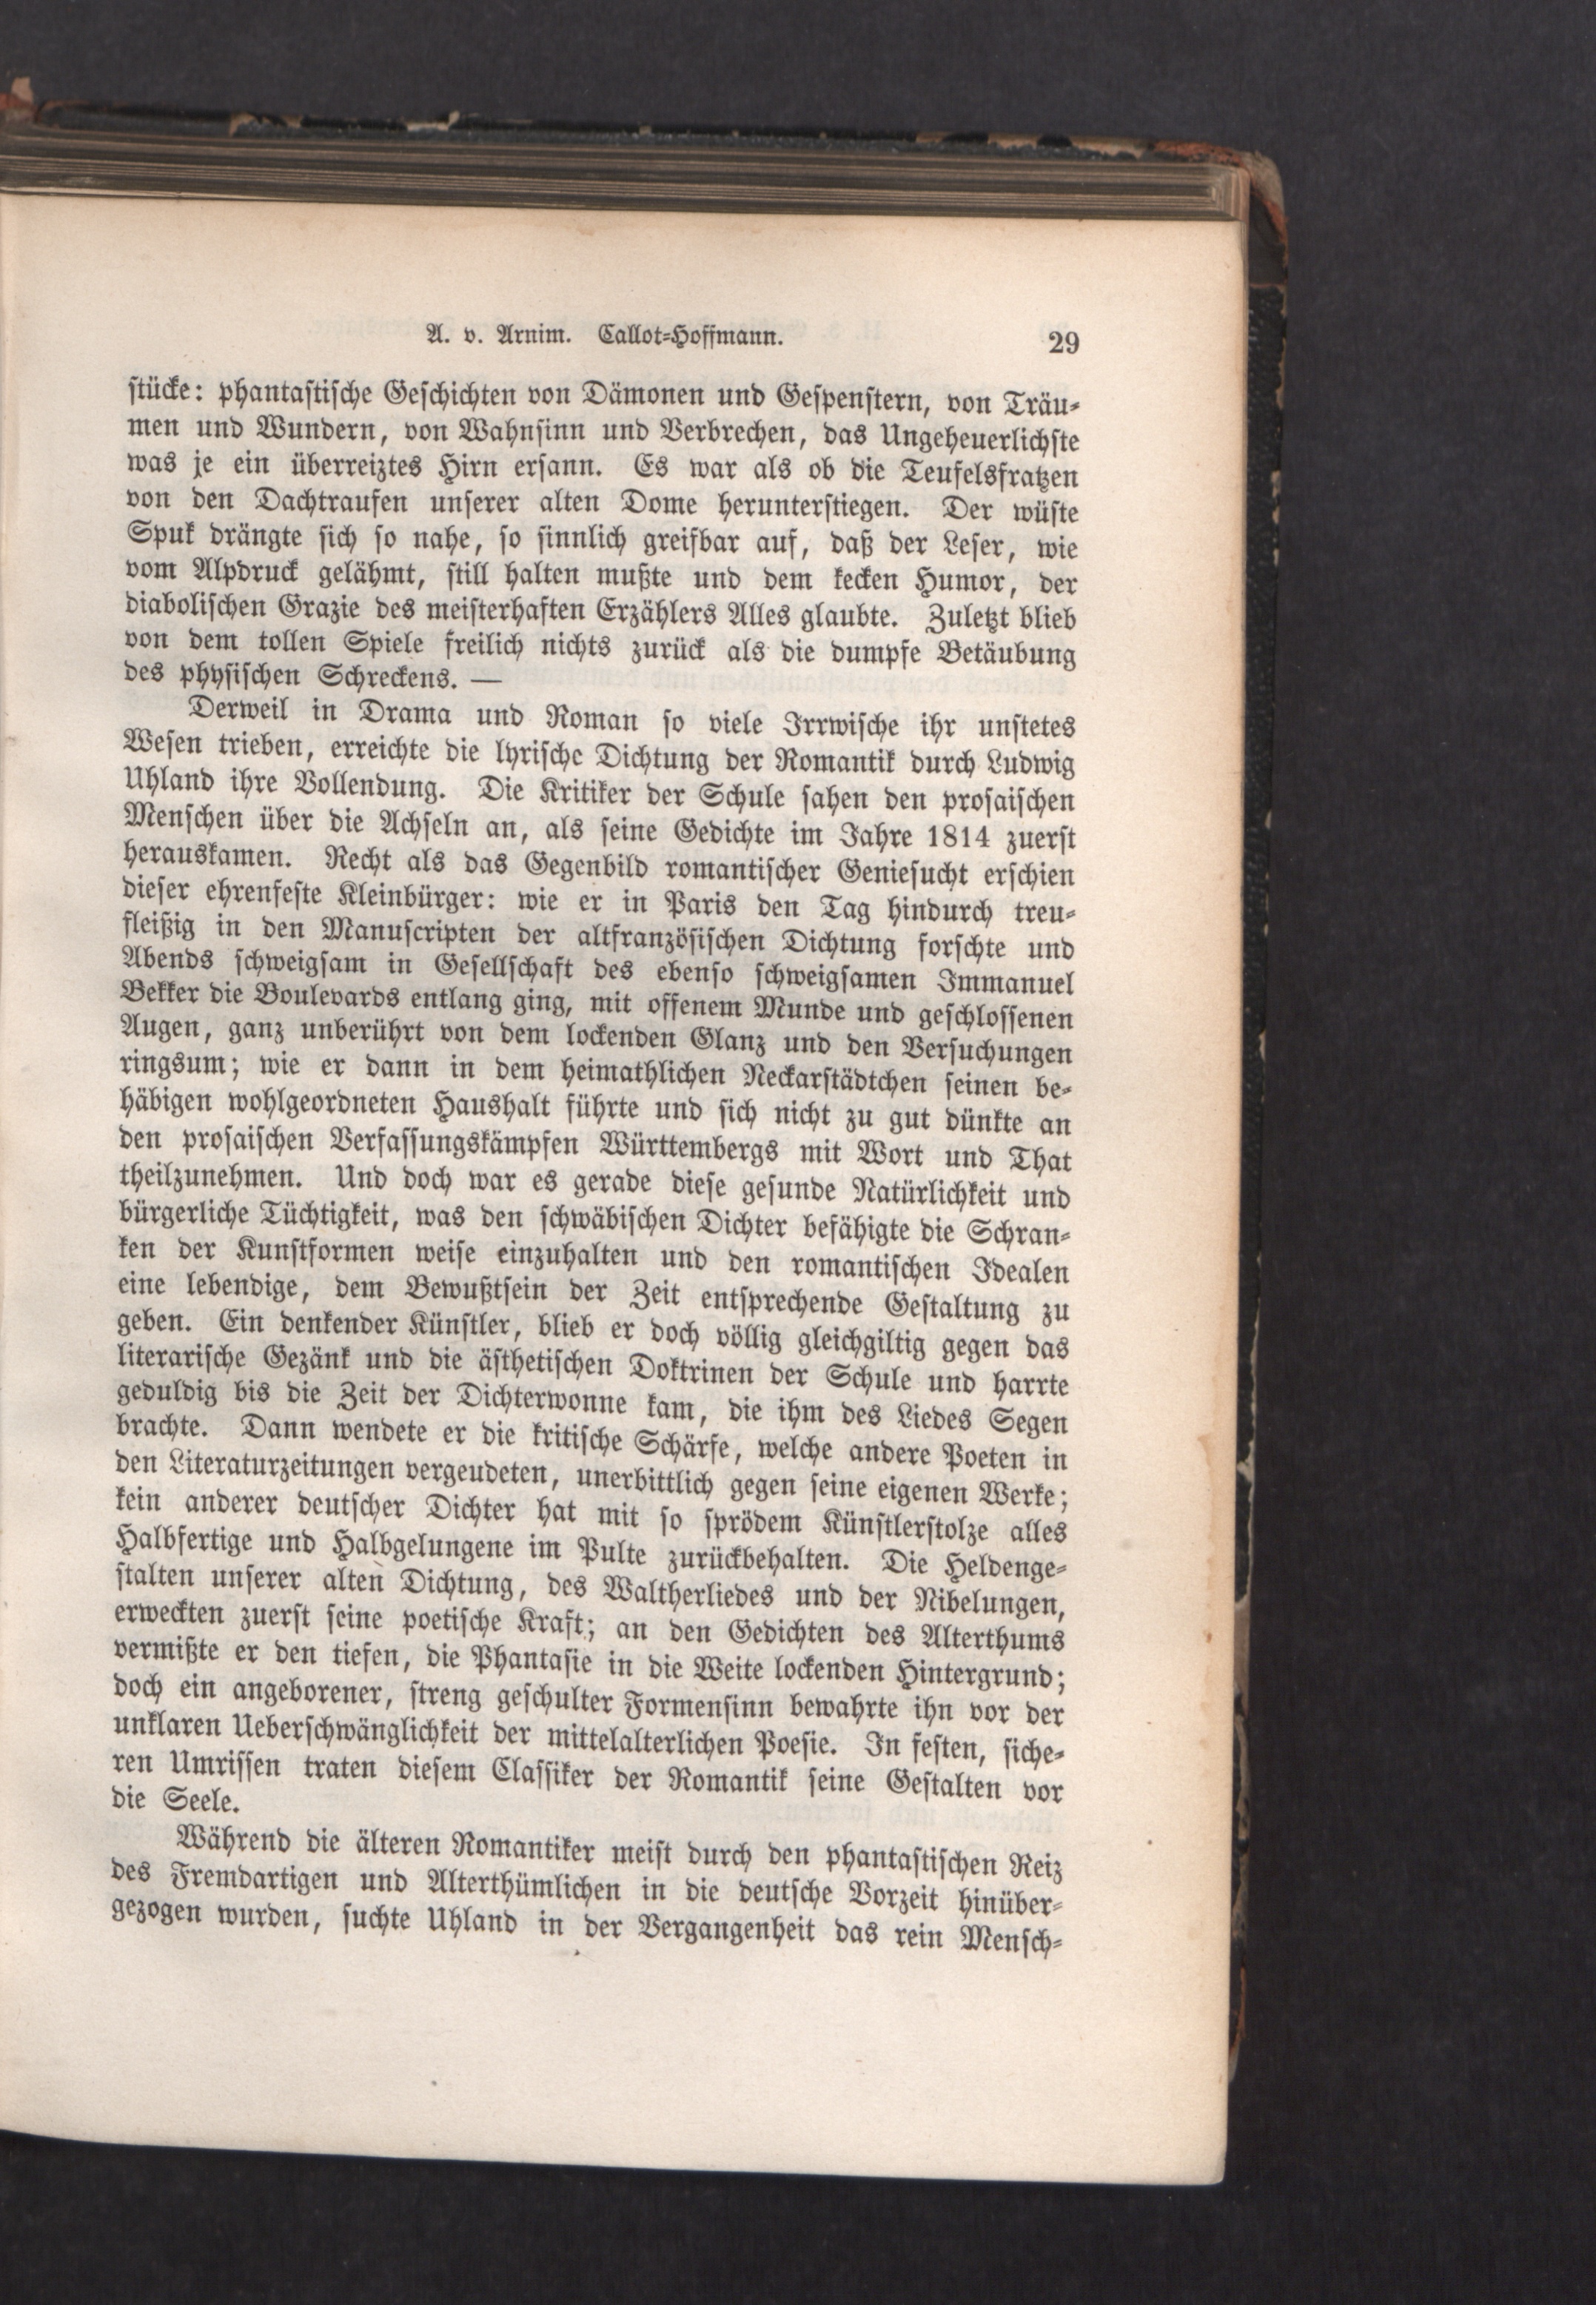 A. v. Arnim. Callot-Hoffmann. 29
stücke: phantastische Geschichten von Dämonen und Gespenstern, von Träu-
men und Wundern, von Wahnsinn und Verbrechen, das Ungeheuerlichste
was je ein überreiztes Hirn ersann. Es war als ob die Teufelsfratzen
von den Dachtraufen unserer alten Dome herunterstiegen. Der wüste
Spuk drängte sich so nahe, so sinnlich greifbar auf, daß der Leser, wie
vom Alpdruck gelähmt, still halten mußte und dem kecken Humor, der
diabolischen Grazie des meisterhaften Erzählers Alles glaubte. Zuletzt blieb
von dem tollen Spiele freilich nichts zurück als die dumpfe Betäubung
des physischen Schreckens. —
Derweil in Drama und Roman so viele Irrwische ihr unstetes
Wesen trieben, erreichte die lyrische Dichtung der Romantik durch Ludwig
Uhland ihre Vollendung. Die Kritiker der Schule sahen den prosaischen
Menschen über die Achseln an, als seine Gedichte im Jahre 1814 zuerst
herauskamen. Recht als das Gegenbild romantischer Geniesucht erschien
dieser ehrenfeste Kleinbürger: wie er in Paris den Tag hindurch treu-
fleißig in den Manuscripten der altfranzösischen Dichtung forschte und
Abends schweigsam in Gesellschaft des ebenso schweigsamen Immanuel
Bekker die Boulevards entlang ging, mit offenem Munde und geschlossenen
Augen, ganz unberührt von dem lockenden Glanz und den Versuchungen
ringsum; wie er dann in dem heimathlichen Neckarstädtchen seinen be-
häbigen wohlgeordneten Haushalt führte und sich nicht zu gut dünkte an
den prosaischen Verfassungskämpfen Württembergs mit Wort und That
theilzunehmen. Und doch war es gerade diese gesunde Natürlichkeit und
bürgerliche Tüchtigkeit, was den schwäbischen Dichter befähigte die Schran-
ken der Kunstformen weise einzuhalten und den romantischen Idealen
eine lebendige, dem Bewußtsein der Zeit entsprechende Gestaltung zu
geben. Ein denkender Künstler, blieb er doch völlig gleichgiltig gegen das
literarische Gezänk und die ästhetischen Doktrinen der Schule und harrte
geduldig bis die Zeit der Dichterwonne kam, die ihm des Liedes Segen
brachte. Dann wendete er die kritische Schärfe, welche andere Poeten in
den Literaturzeitungen vergeudeten, unerbittlich gegen seine eigenen Werke;
kein anderer deutscher Dichter hat mit so sprödem Künstlerstolze alles
Halbfertige und Halbgelungene im Pulte zurückbehalten. Die Heldenge-
stalten unserer alten Dichtung, des Waltherliedes und der Nibelungen,
erweckten zuerst seine poetische Kraft; an den Gedichten des Alterthums
vermißte er den tiefen, die Phantasie in die Weite lockenden Hintergrund;
doch ein angeborener, streng geschulter Formensinn bewahrte ihn vor der
unklaren Ueberschwänglichkeit der mittelalterlichen Poesie. In festen, siche-
ren Umrissen traten diesem Classiker der Romantik seine Gestalten vor
die Seele.
Während die älteren Romantiker meist durch den phantastischen Reiz
des Fremdartigen und Alterthümlichen in die deutsche Vorzeit hinüber-
gezogen wurden, suchte Uhland in der Vergangenheit das rein Mensch-